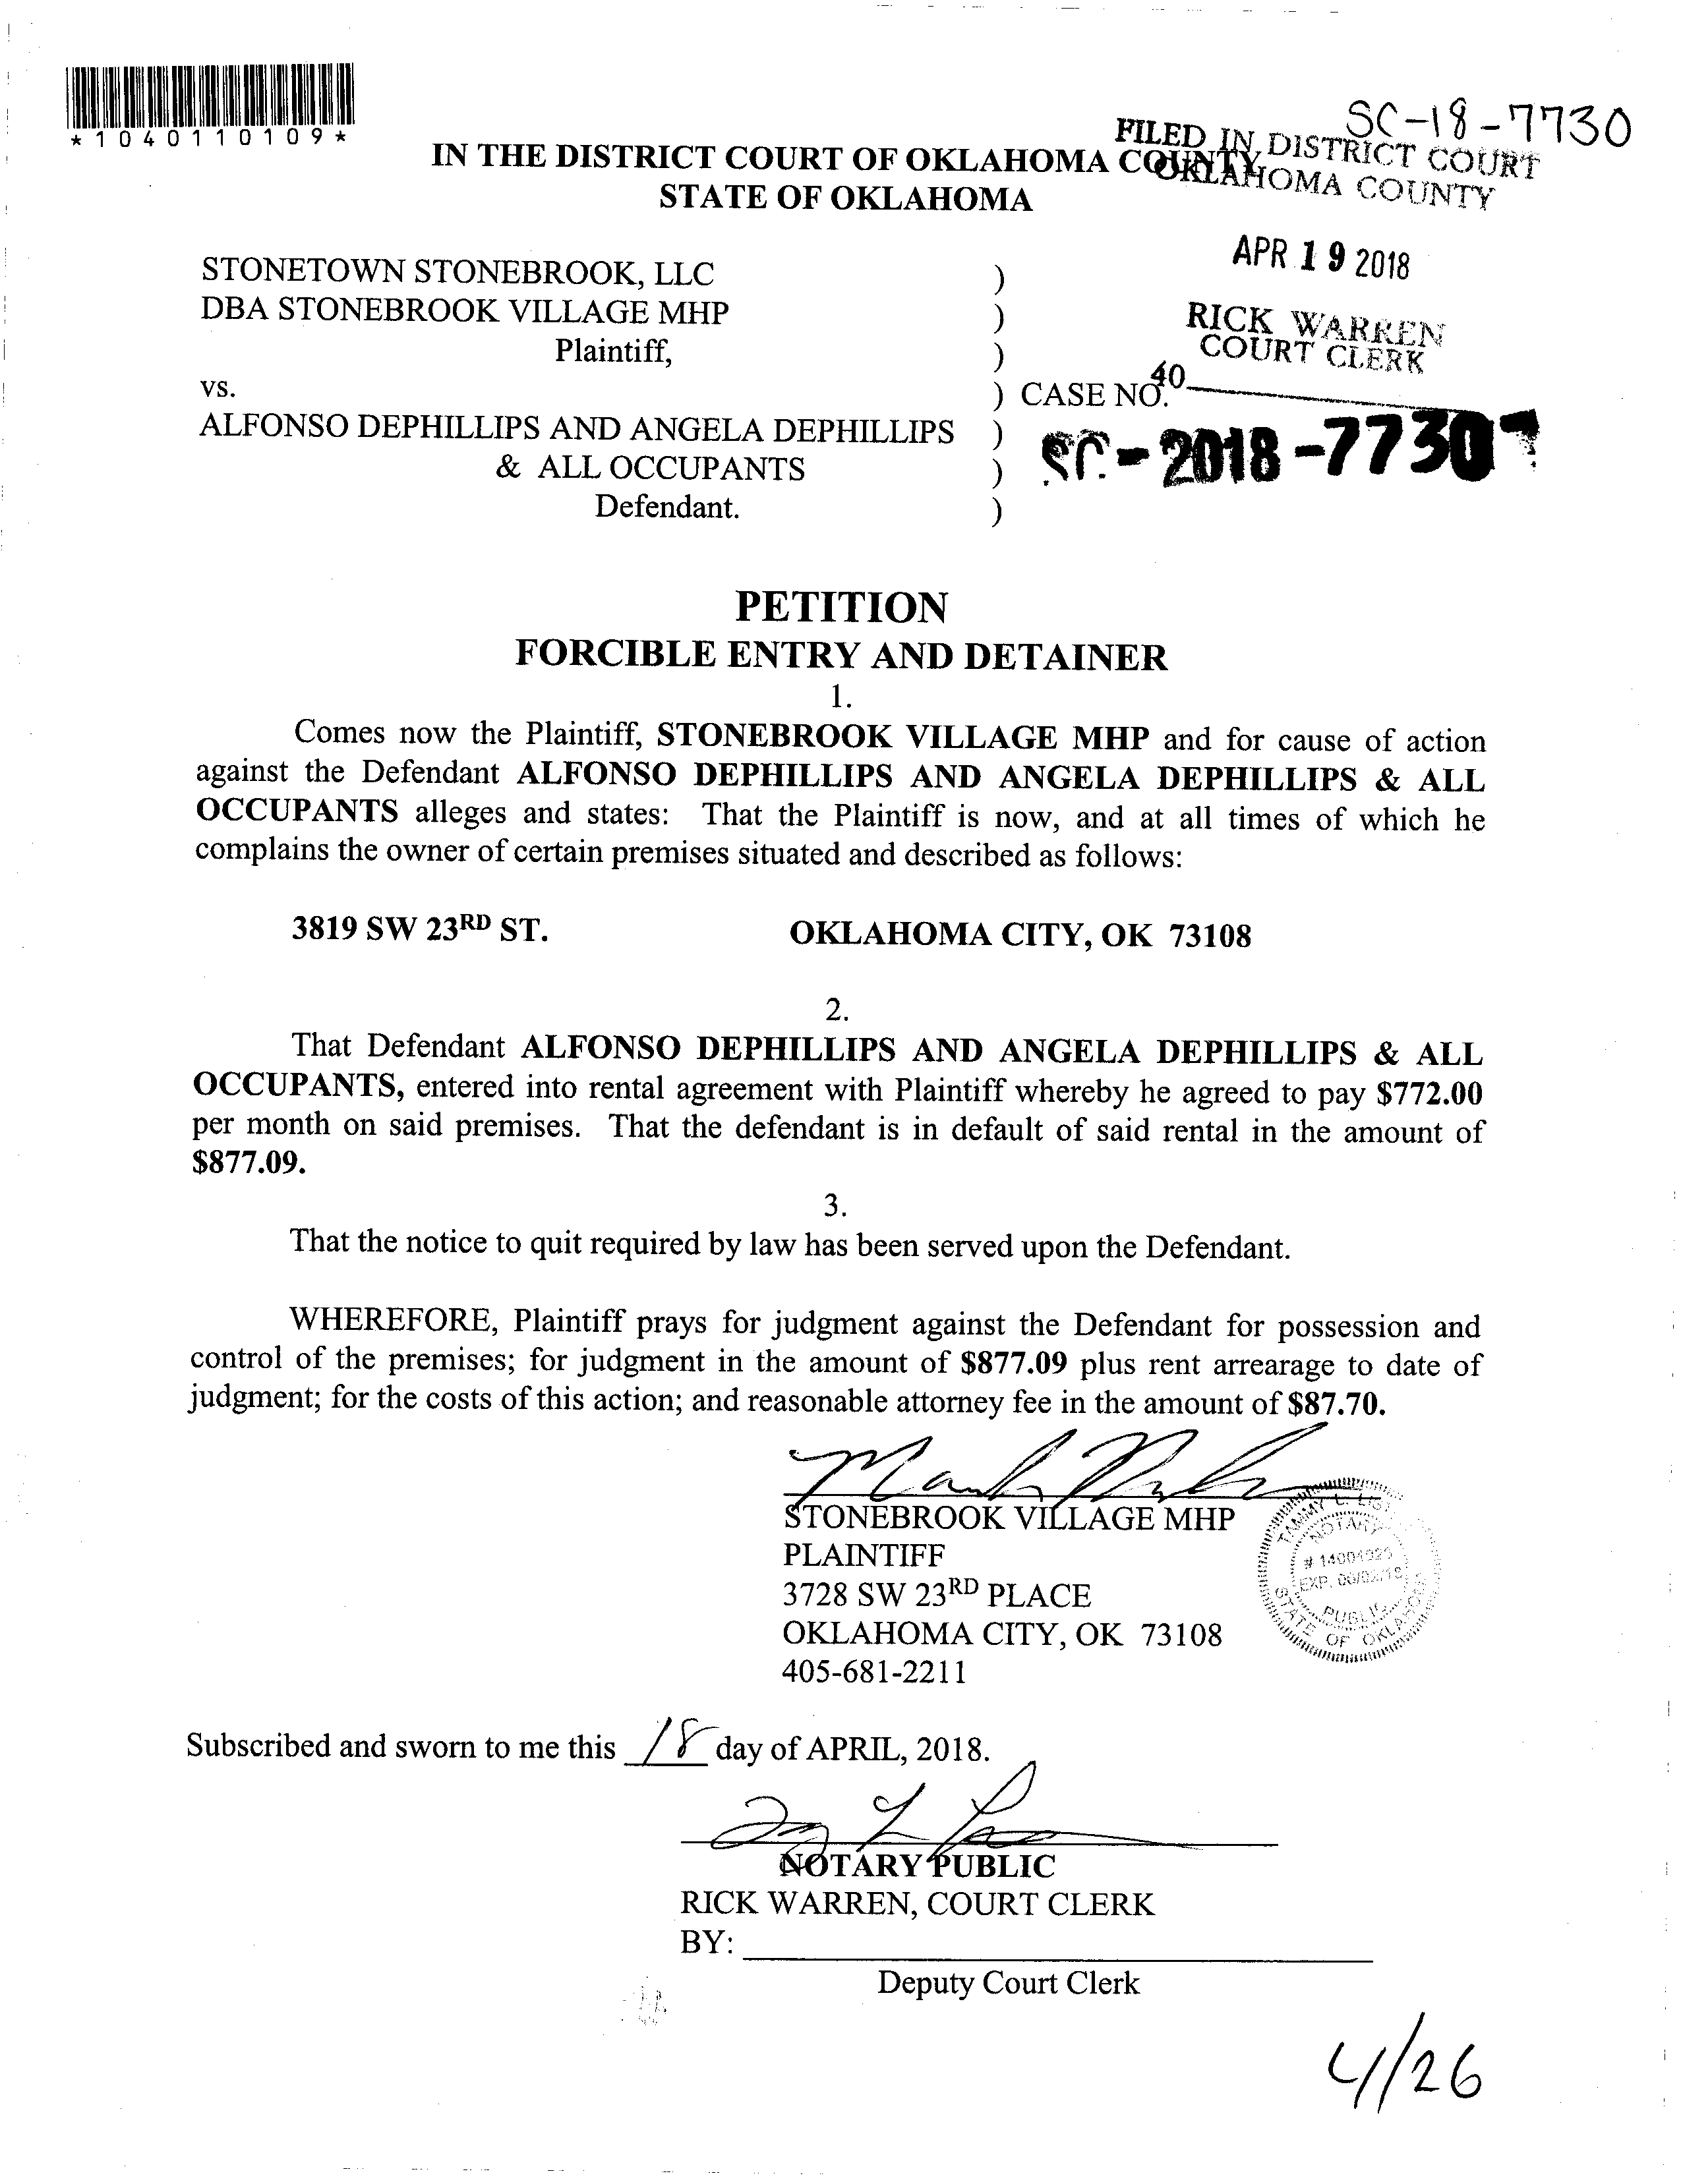 *1040110109*
SC-18-7730
IN THE DISTRICT COURT OF OKLAHOMA COUNTY
STATE OF OKLAHOMA
FILED IN DISTRICT COURT
OKLAHOMA COUNTY
APR 19 2018
RICK WARREN
COURT CLERK
40
STONETOWN STONEBROOK, LLC )
DBA STONEBROOK VILLAGE MHP )
Plaintiff, )
vs. ) CASE NO.
ALFONSO DEPHILLIPS AND ANGELA DEPHILLIPS ) SC - 2018 - 7730
& ALL OCCUPANTS )
Defendant. )
PETITION
FORCIBLE ENTRY AND DETAINER
1.
Comes now the Plaintiff, STONEBROOK VILLAGE MHP and for cause of action
against the Defendant ALFONSO DEPHILLIPS AND ANGELA DEPHILLIPS & ALL
OCCUPANTS alleges and states: That the Plaintiff is now, and at all times of which he
complains the owner of certain premises situated and described as follows:
3819 SW 23RD ST. OKLAHOMA CITY, OK 73108
2.
That Defendant ALFONSO DEPHILLIPS AND ANGELA DEPHILLIPS & ALL
OCCUPANTS, entered into rental agreement with Plaintiff whereby he agreed to pay $772.00
per month on said premises. That the defendant is in default of said rental in the amount of
$877.09.
3.
That the notice to quit required by law has been served upon the Defendant.
WHEREFORE, Plaintiff prays for judgment against the Defendant for possession and
control of the premises; for judgment in the amount of $877.09 plus rent arrearage to date of
judgment; for the costs of this action; and reasonable attorney fee in the amount of $87.70.
STONEBROOK VILLAGE MHP
PLAINTIFF
3728 SW 23RD PLACE
OKLAHOMA CITY, OK 73108
405-681-2211
TAMMY L.
NOTARY
PUBLIC
STATE OF OKLAHOMA
Subscribed and sworn to me this 18 day of APRIL, 2018.
NOTARY PUBLIC
RICK WARREN, COURT CLERK
BY:
Deputy Court Clerk
4/26